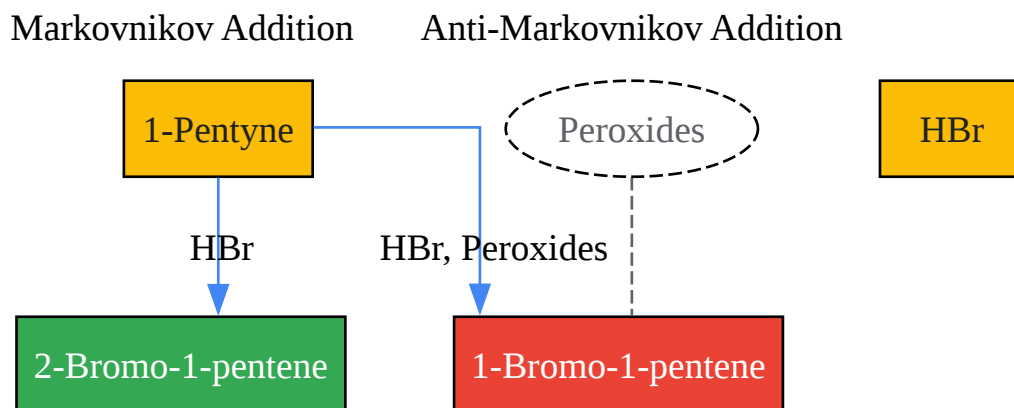 Markovnikov Addition
Anti-Markovnikov Addition
1-Pentyne
Peroxides
HBr
HBr
HBr, Peroxides
2-Bromo-1-pentene
1-Bromo-1-pentene